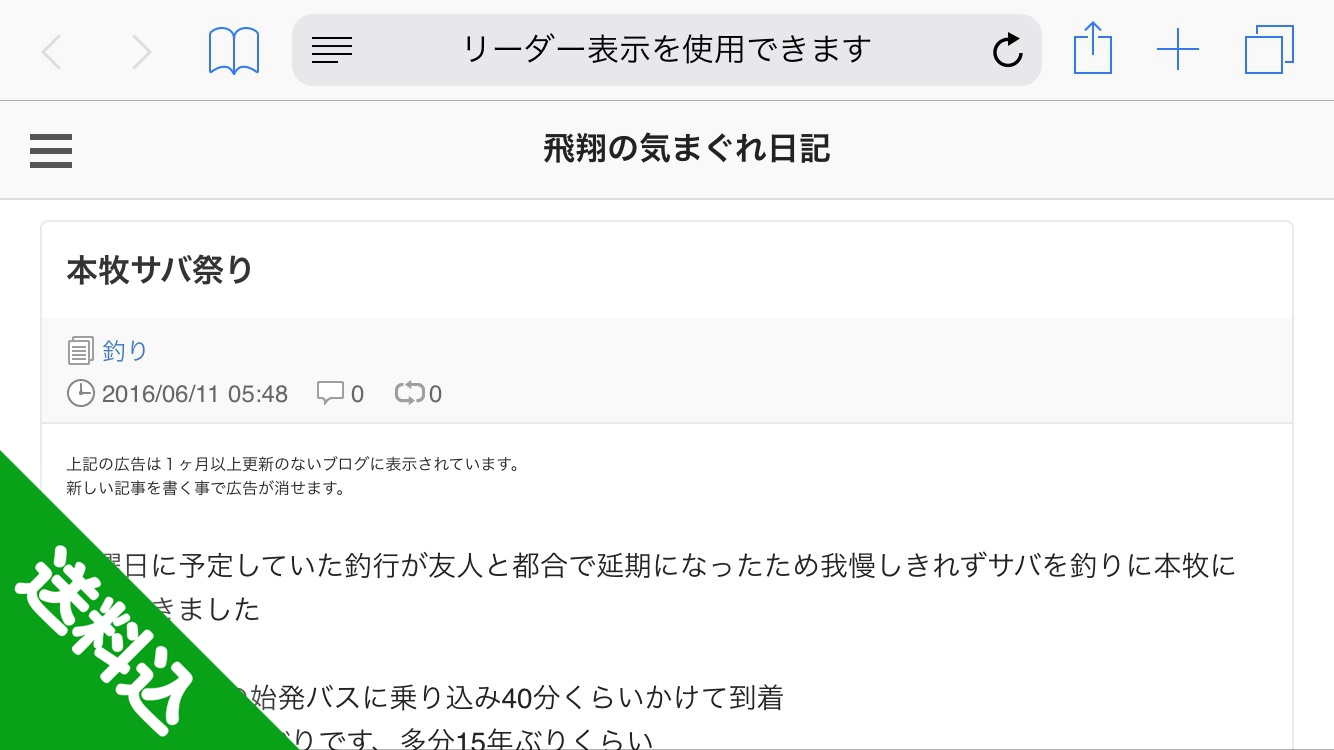 リーダー表示を使用できます
飛翔の気まぐれ日記
本牧サバ祭り
釣り
2016/06/11 05:48 0 0
上記の広告は1ヶ月以上更新のないブログに表示されています。
新しい記事を書く事で広告が消せます。
日に予定していた釣行が友人と都合で延期になったため我慢しきれずサバを釣りに本牧に
きました
始発バスに乗り込み40分くらいかけて到着
りです、多分15年ぶりくらい
送料込